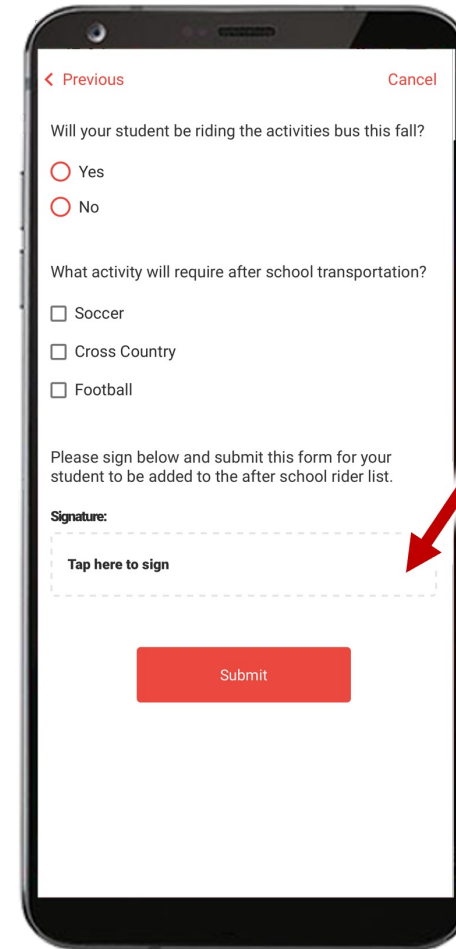 Previous
Cancel
Will your student be riding the activities bus this fall?
Yes
No
What activity will require after school transportation?
Soccer
Cross Country
Football
Please sign below and submit this form for your
student to be added to the after school rider list.
Signature:
Tap here to sign
Submit